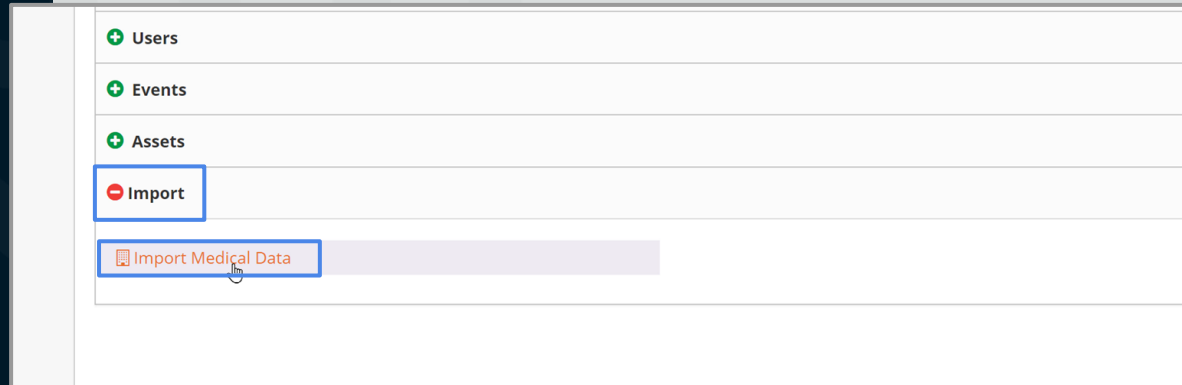 Users
Events
Assets
Import
Import Medical Data